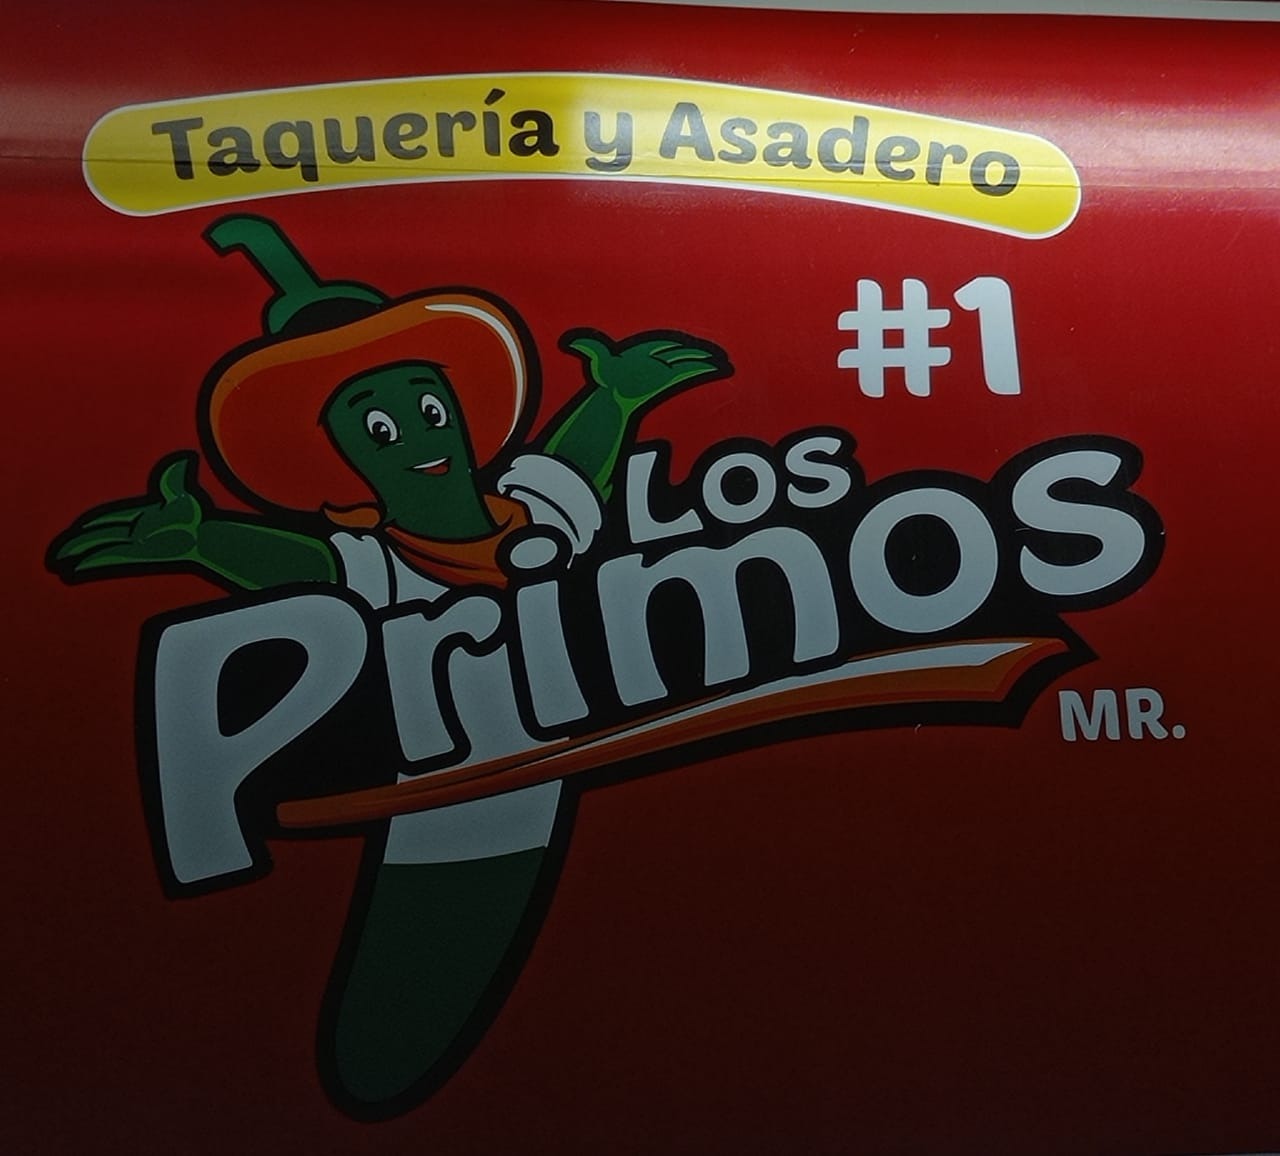 Taquería y Asadero
#1
Los
Primos
MR.